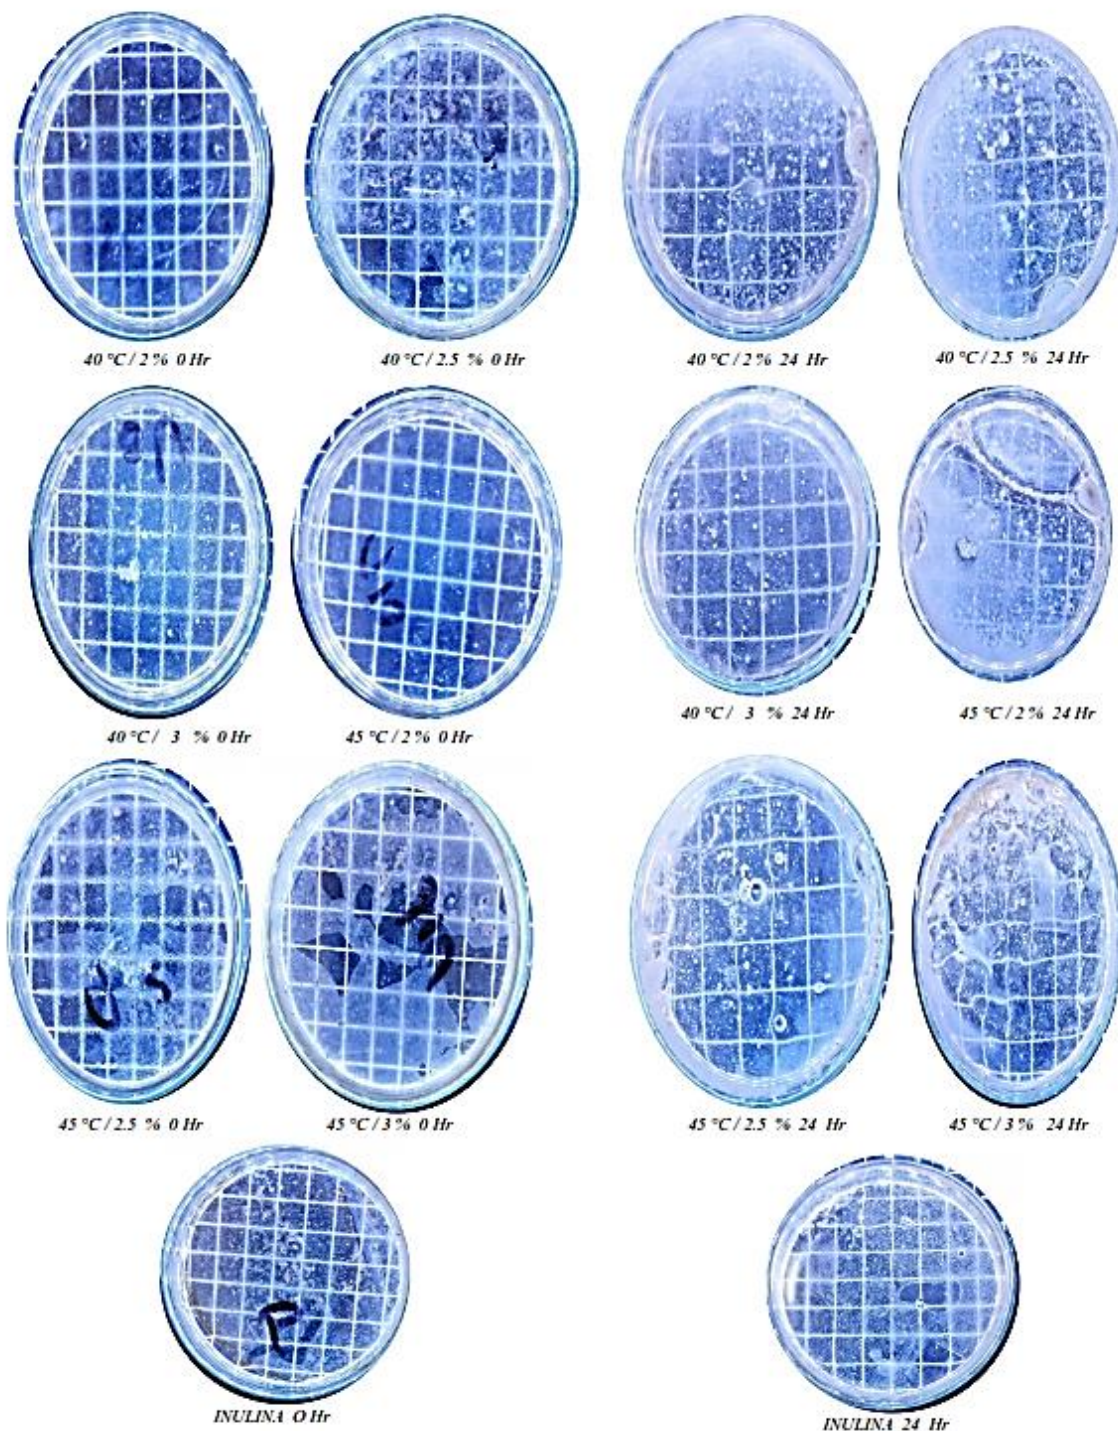 40 °C / 2 %  0 Hr
40 °C / 2.5  %  0 Hr
40 °C / 2 %  24  Hr
40 °C / 2.5  %  24 Hr
40 °C /   3   %  0 Hr
45 °C / 2 %  0 Hr
40 °C /   3   %  24 Hr
45 °C / 2 %  24 Hr
45 °C / 2.5  %  0 Hr
45 °C / 3 %  0 Hr
45 °C / 2.5  %  24  Hr
45 °C / 3 %   24 Hr
INULINA  O Hr
INULINA  24  Hr